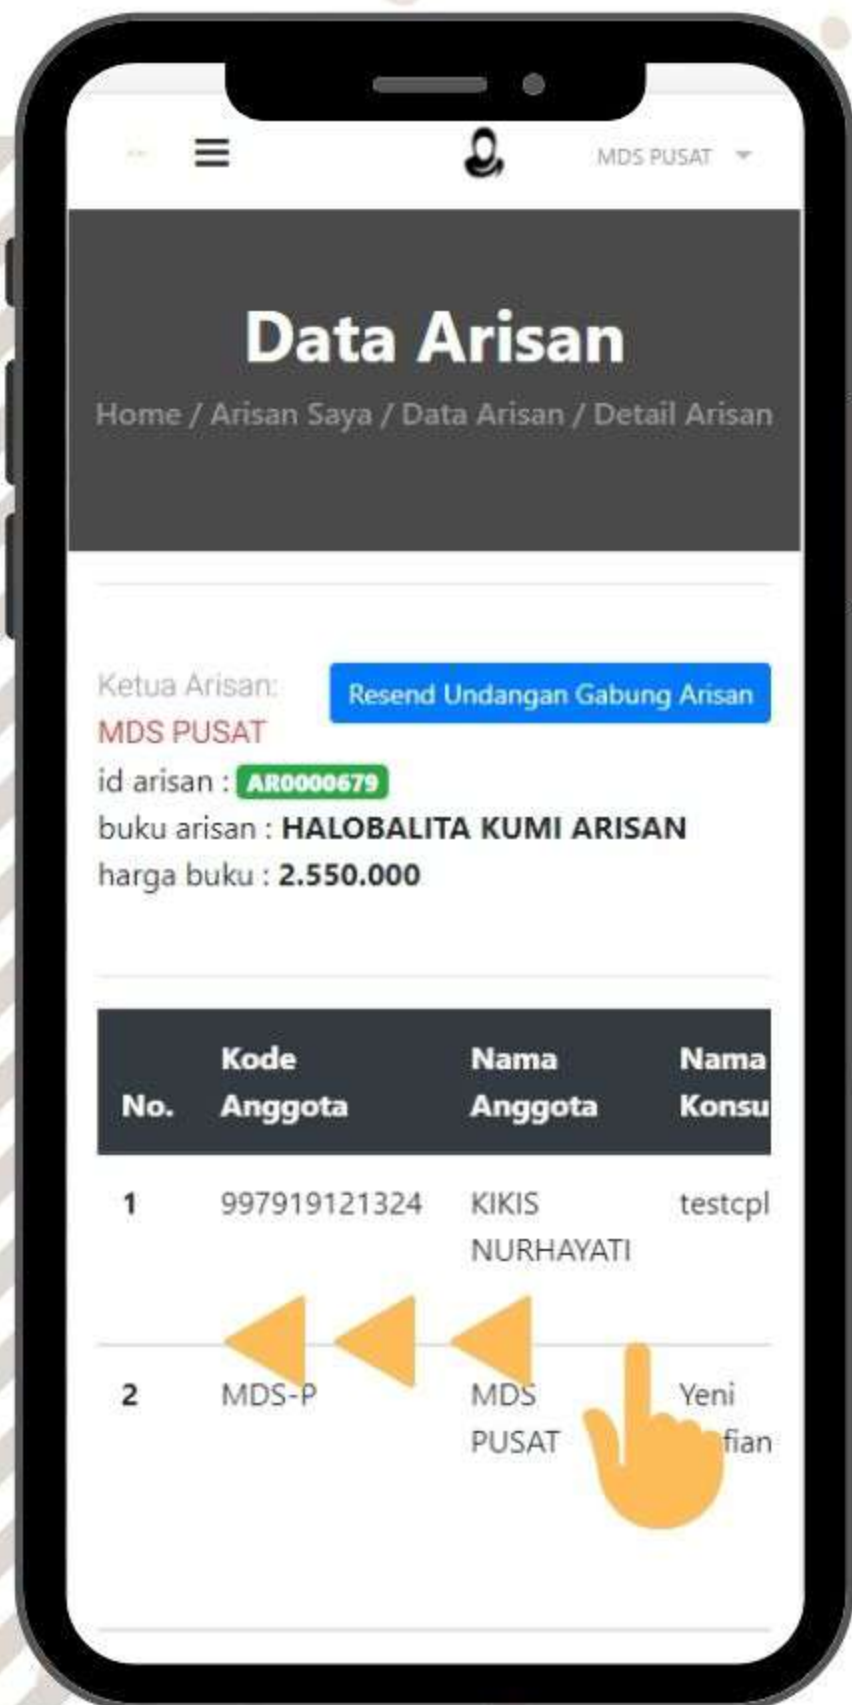 MDS PUSAT
Data Arisan
Home / Arisan Saya / Data Arisan / Detail Arisan
Ketua Arisan:
MDS PUSAT
Resend Undangan Gabung Arisan
id arisan : AR0000679
buku arisan : HALOBALITA KUMI ARISAN
harga buku : 2.550.000
No. Kode Anggota Nama Anggota Nama Konsu
1 997919121324 KIKIS NURHAYATI testcpl
2 MDS-P MDS PUSAT Yeni